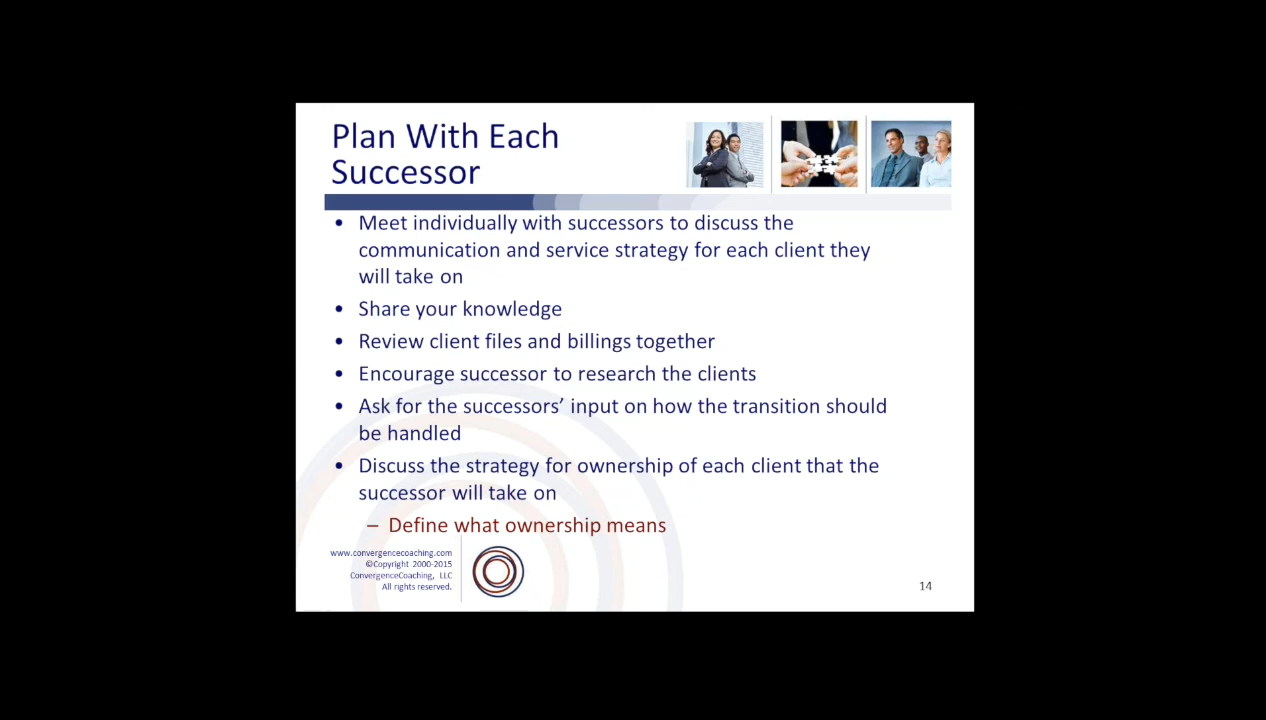 Plan With Each
Successor
• Meet individually with successors to discuss the
communication and service strategy for each client they
will take on
• Share your knowledge
• Review client files and billings together
• Encourage successor to research the clients
• Ask for the successors’ input on how the transition should
be handled
• Discuss the strategy for ownership of each client that the
successor will take on
– Define what ownership means
www.convergencecoaching.com
©Copyright 2000-2015
ConvergenceCoaching, LLC
All rights reserved.
14